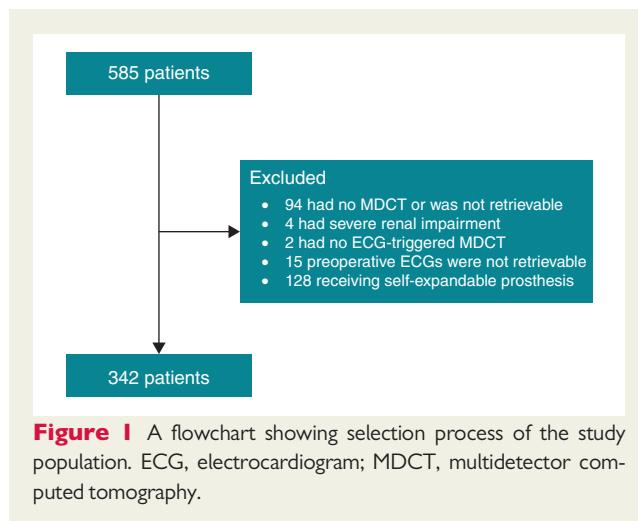 585 patients
Excluded
• 94 had no MDCT or was not retrievable
• 4 had severe renal impairment
• 2 had no ECG-triggered MDCT
• 15 preoperative ECGs were not retrievable
• 128 receiving self-expandable prosthesis
342 patients
Figure 1 A flowchart showing selection process of the study
population. ECG, electrocardiogram; MDCT, multidetector com-
puted tomography.